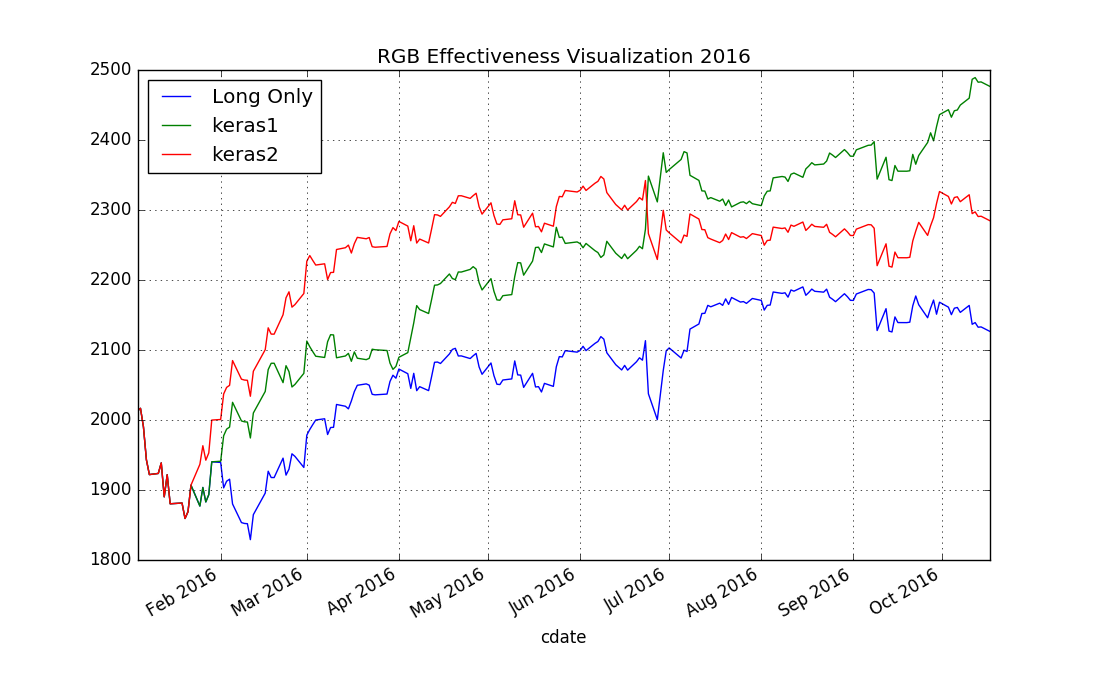 RGB Effectiveness Visualization 2016
2500
2400
2300
2200
2100
2000
1900
1800
Long Only
keras1
keras2
Feb 2016
Mar 2016
Apr 2016
May 2016
Jun 2016
Jul 2016
Aug 2016
Sep 2016
Oct 2016
cdate